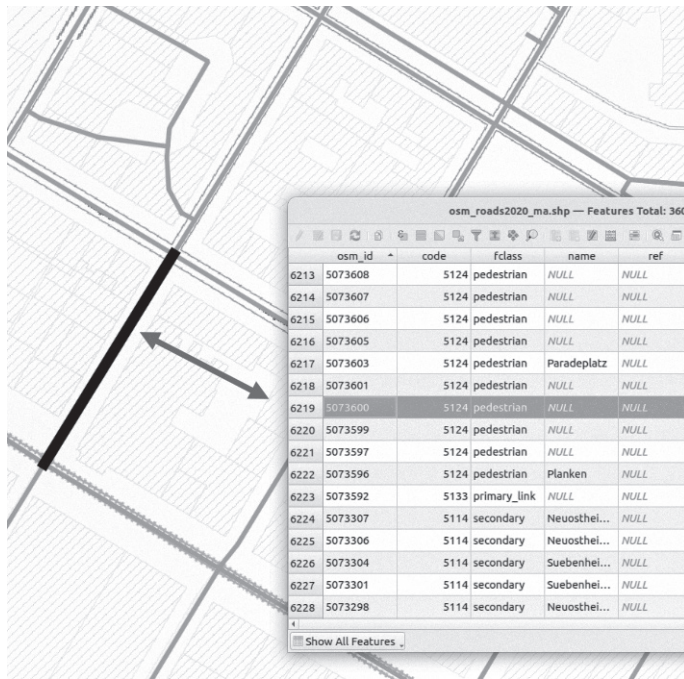 osm_roads2020_ma.shp — Features Total: 360
osm_id code fclass name ref
6213 5073608 5124 pedestrian NULL NULL
6214 5073607 5124 pedestrian NULL NULL
6215 5073606 5124 pedestrian NULL NULL
6216 5073605 5124 pedestrian NULL NULL
6217 5073603 5124 pedestrian Paradeplatz NULL
6218 5073601 5124 pedestrian NULL NULL
6219 5073600 5124 pedestrian NULL NULL
6220 5073599 5124 pedestrian NULL NULL
6221 5073597 5124 pedestrian NULL NULL
6222 5073596 5124 pedestrian Planken NULL
6223 5073592 5133 primary_link NULL NULL
6224 5073307 5114 secondary Neuosthei... NULL
6225 5073306 5114 secondary Neuosthei... NULL
6226 5073304 5114 secondary Suebenhei... NULL
6227 5073301 5114 secondary Suebenhei... NULL
6228 5073298 5114 secondary Neuosthei... NULL
Show All Features